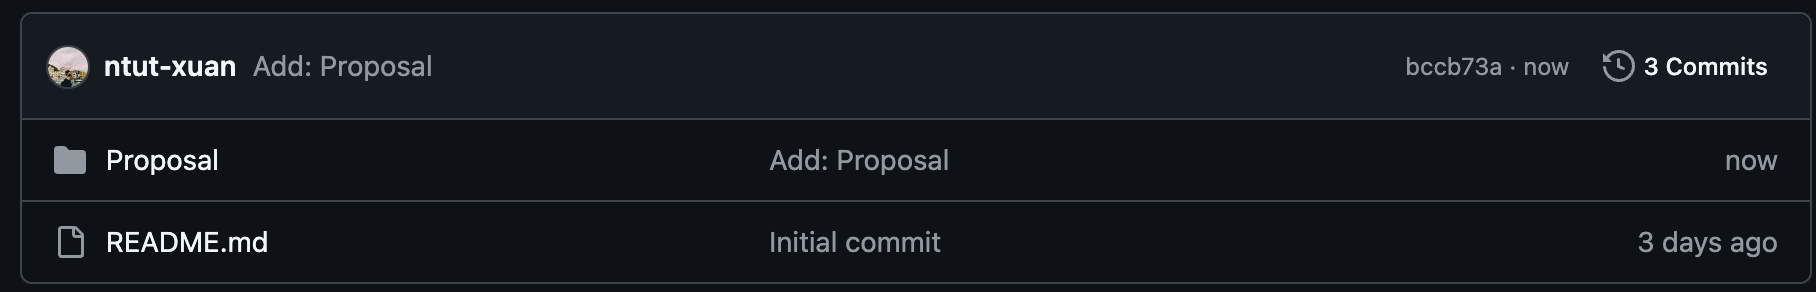 ntut-xuan Add: Proposal bccb73a · now 3 Commits
Proposal Add: Proposal now
README.md Initial commit 3 days ago